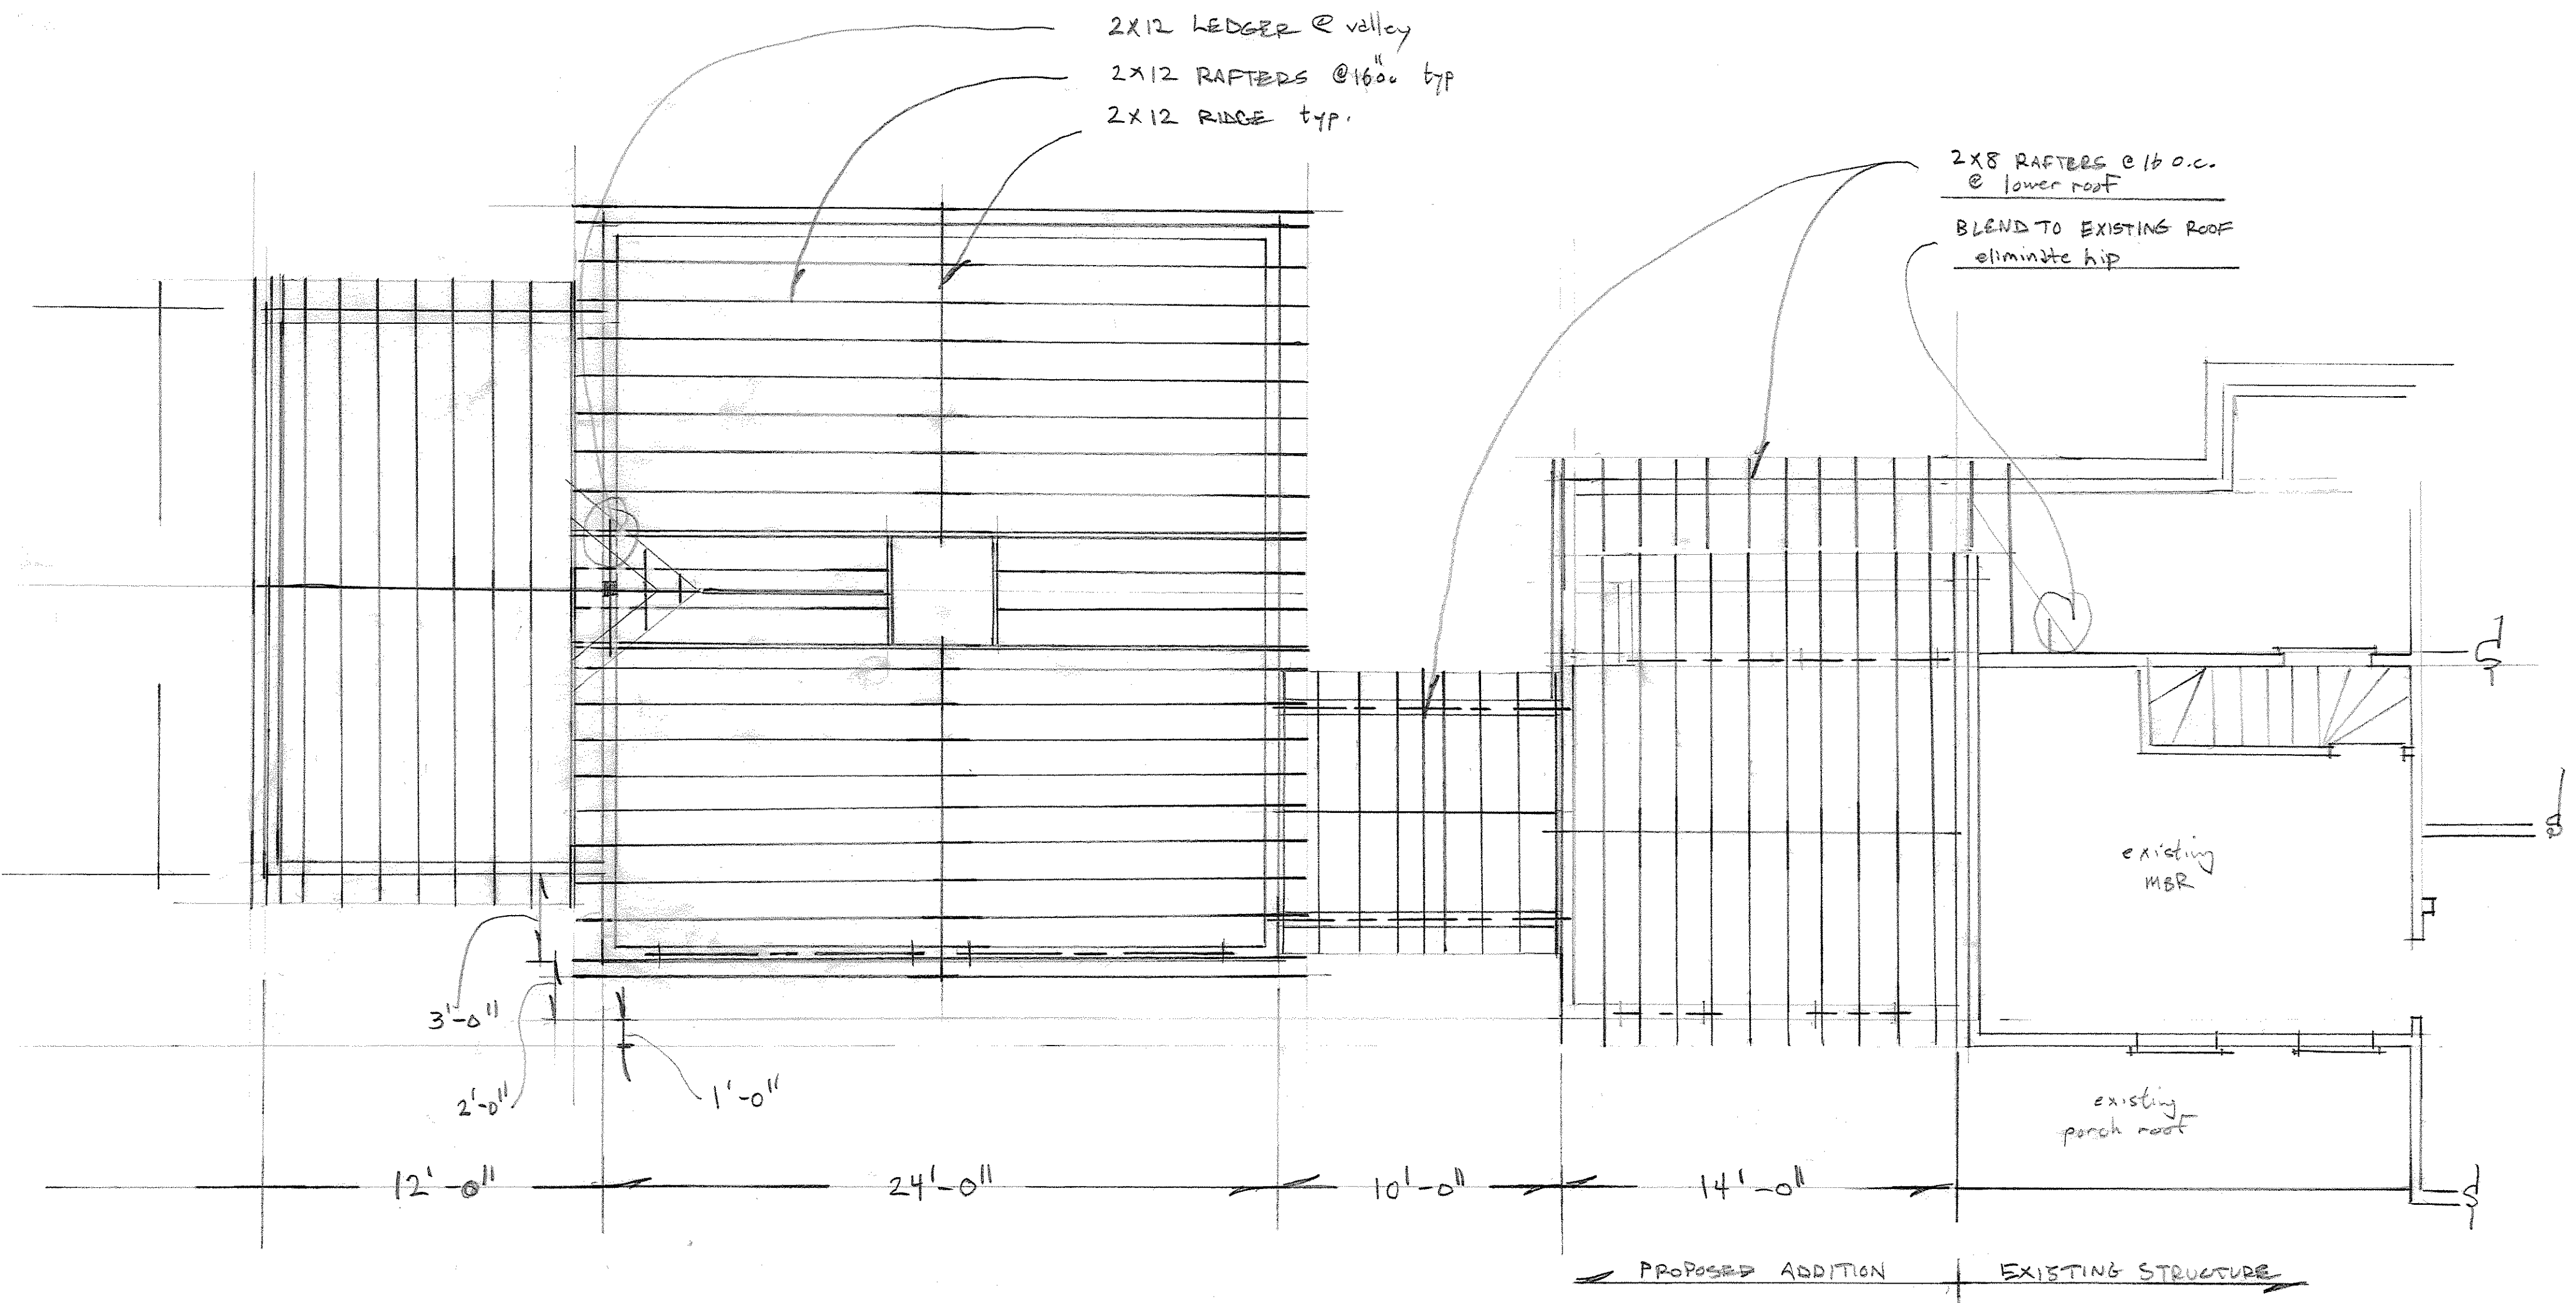 2X12 LEDGER @ valley
2X12 RAFTERS @16"oc typ
2X12 RIDGE typ.
2X8 RAFTERS @ 16 o.c.
@ lower roof
BLEND TO EXISTING ROOF
eliminate hip
existing
MBR
3'-0"
2'-0"
1'-0"
existing
porch roof
12'-0"
24'-0"
10'-0"
14'-0"
PROPOSED ADDITION
EXISTING STRUCTURE